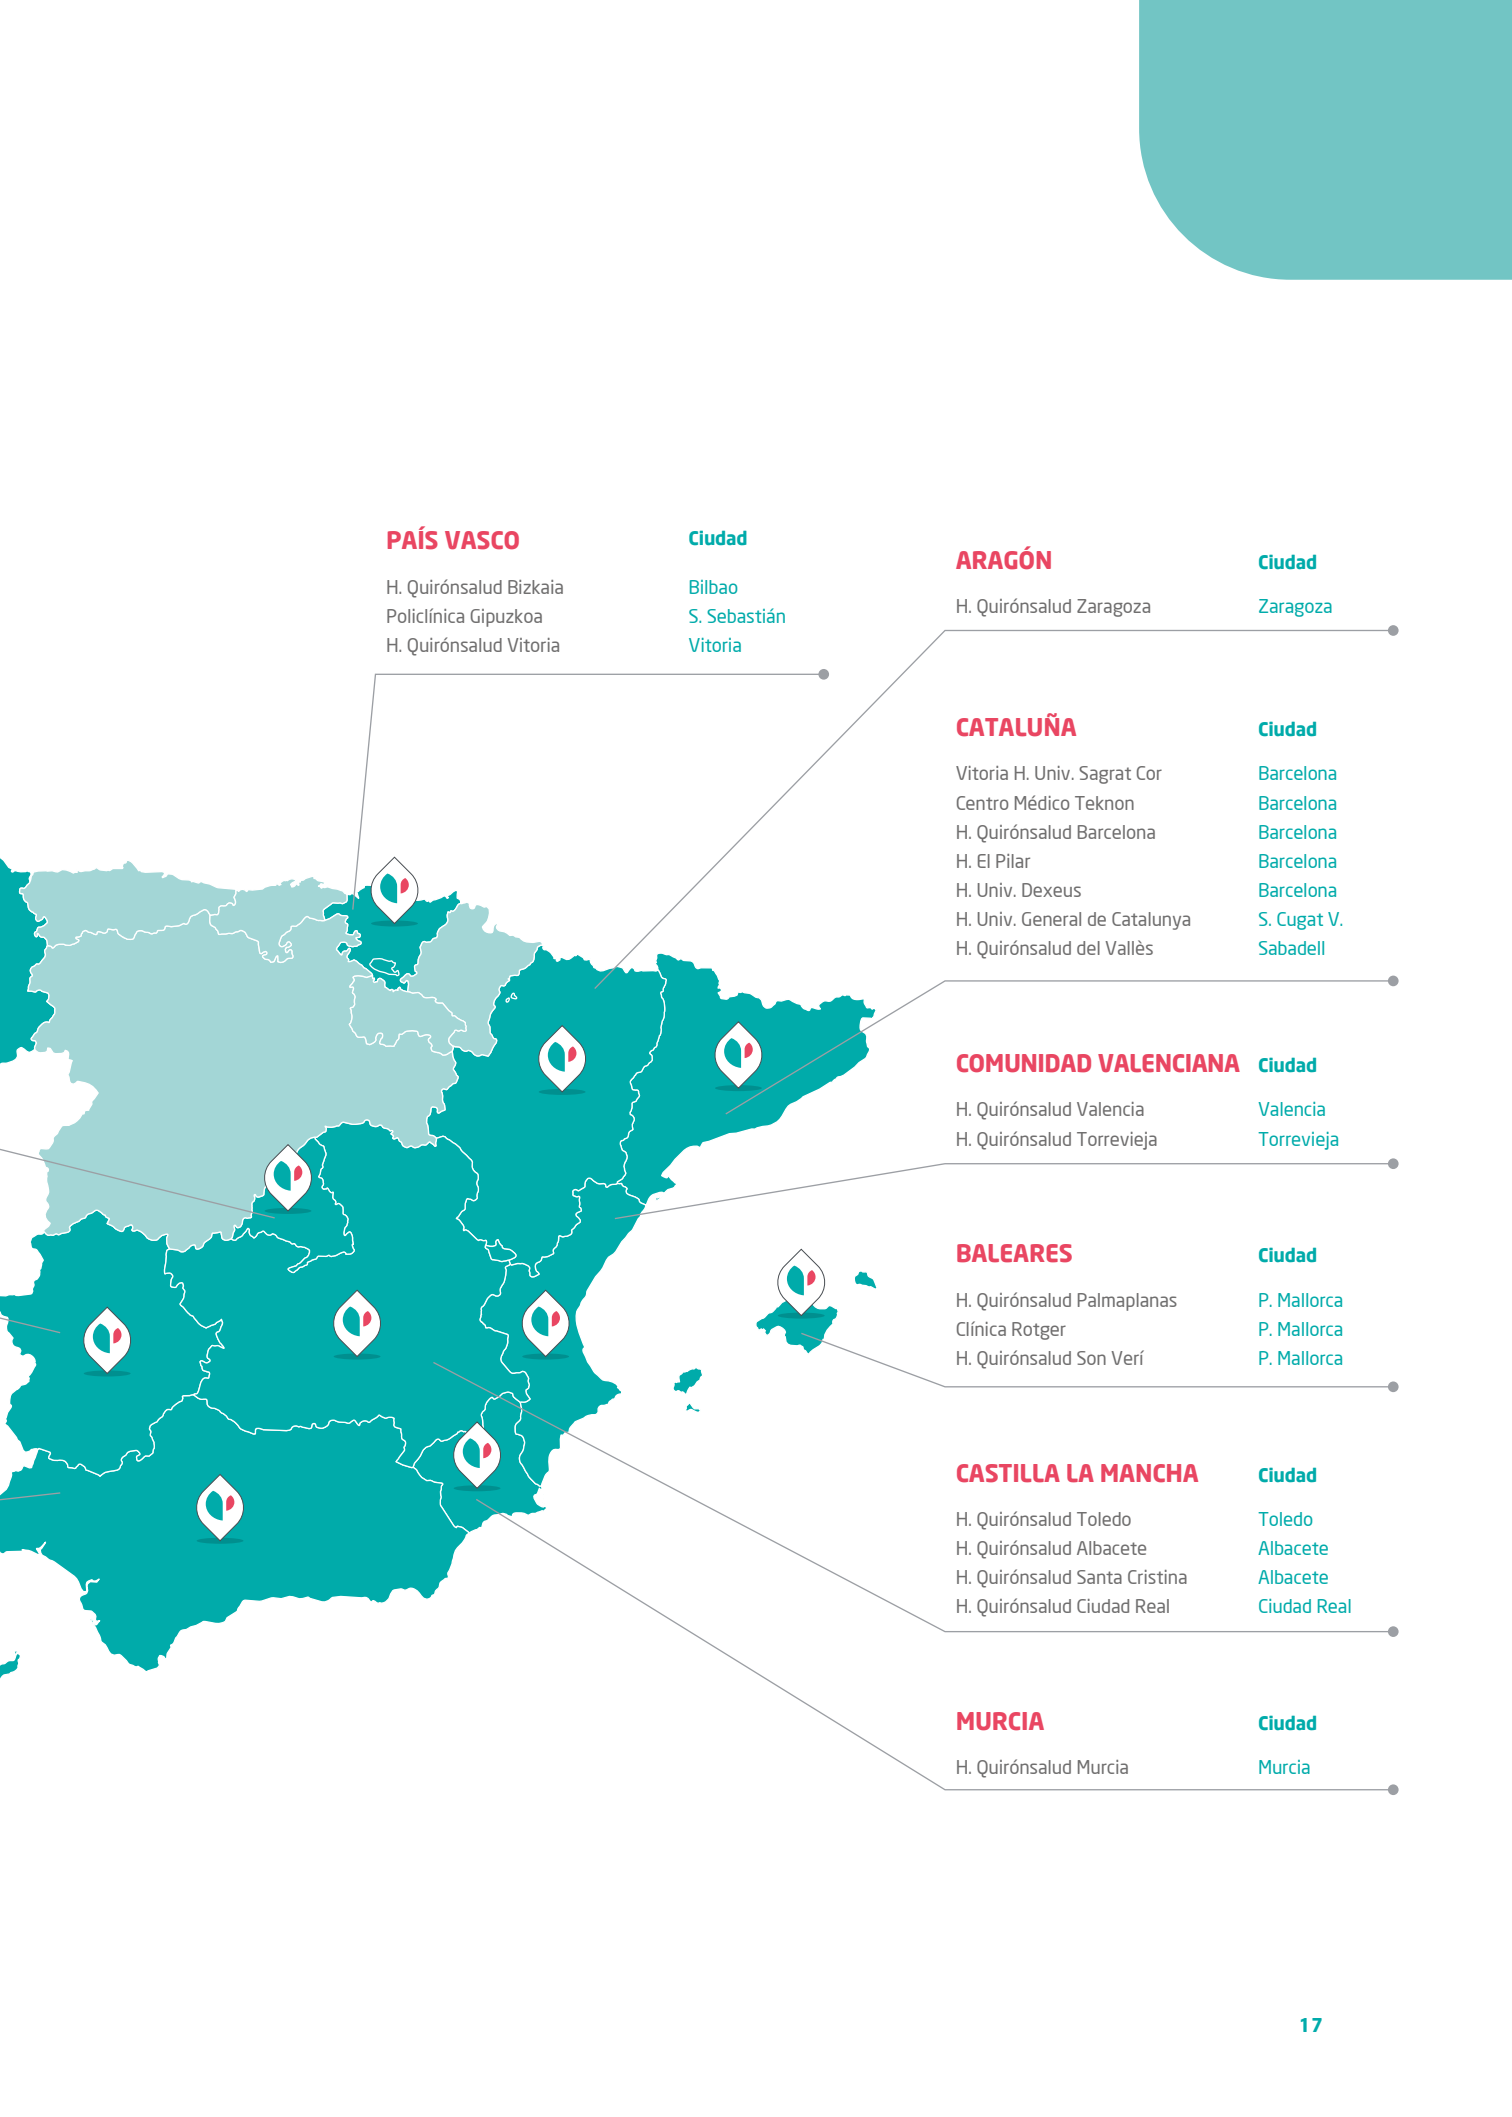 PAÍS VASCO Ciudad
H. Quirónsalud Bizkaia Bilbao
Policlínica Gipuzkoa S. Sebastián
H. Quirónsalud Vitoria Vitoria
ARAGÓN Ciudad
H. Quirónsalud Zaragoza Zaragoza
CATALUÑA Ciudad
Vitoria H. Univ. Sagrat Cor Barcelona
Centro Médico Teknon Barcelona
H. Quirónsalud Barcelona Barcelona
H. El Pilar Barcelona
H. Univ. Dexeus Barcelona
H. Univ. General de Catalunya S. Cugat V.
H. Quirónsalud del Vallès Sabadell
COMUNIDAD VALENCIANA Ciudad
H. Quirónsalud Valencia Valencia
H. Quirónsalud Torrevieja Torrevieja
BALEARES Ciudad
H. Quirónsalud Palmaplanas P. Mallorca
Clínica Rotger P. Mallorca
H. Quirónsalud Son Verí P. Mallorca
CASTILLA LA MANCHA Ciudad
H. Quirónsalud Toledo Toledo
H. Quirónsalud Albacete Albacete
H. Quirónsalud Santa Cristina Albacete
H. Quirónsalud Ciudad Real Ciudad Real
MURCIA Ciudad
H. Quirónsalud Murcia Murcia
17